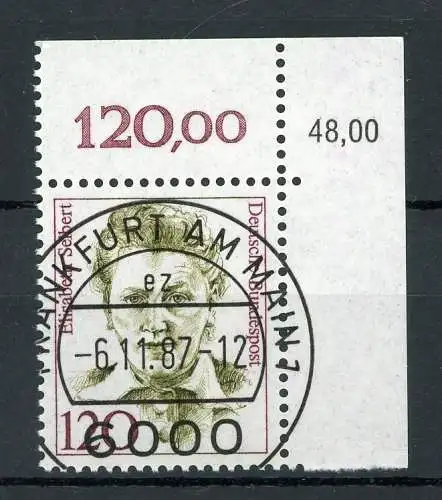 120,00
48,00
Elisabeth Selbert
Deutsche Bundespost
FRANKFURT AM MAIN 1
ez
-6.11.87-12
120
6000